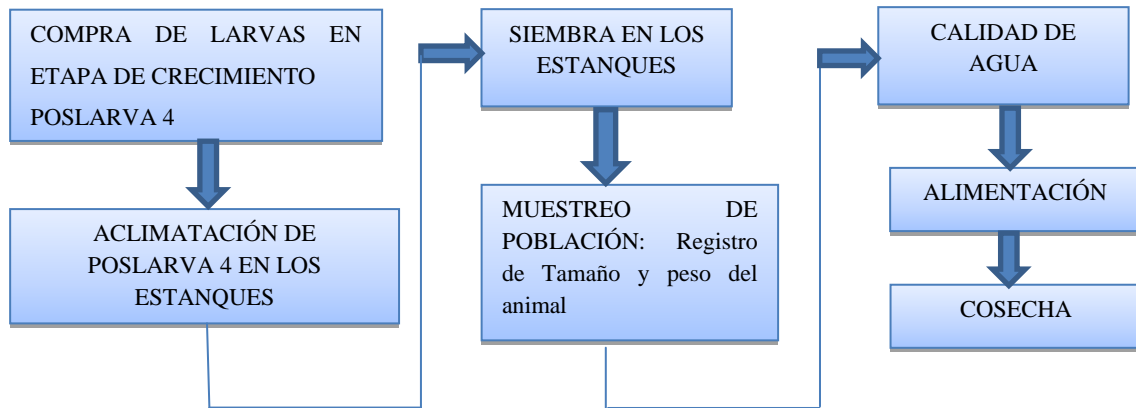 COMPRA DE LARVAS EN
ETAPA DE CRECIMIENTO
POSLARVA 4
ACLIMATACIÓN DE
POSLARVA 4 EN LOS
ESTANQUES
SIEMBRA EN LOS
ESTANQUES
MUESTREO DE
POBLACIÓN: Registro
de Tamaño y peso del
animal
CALIDAD DE
AGUA
ALIMENTACIÓN
COSECHA